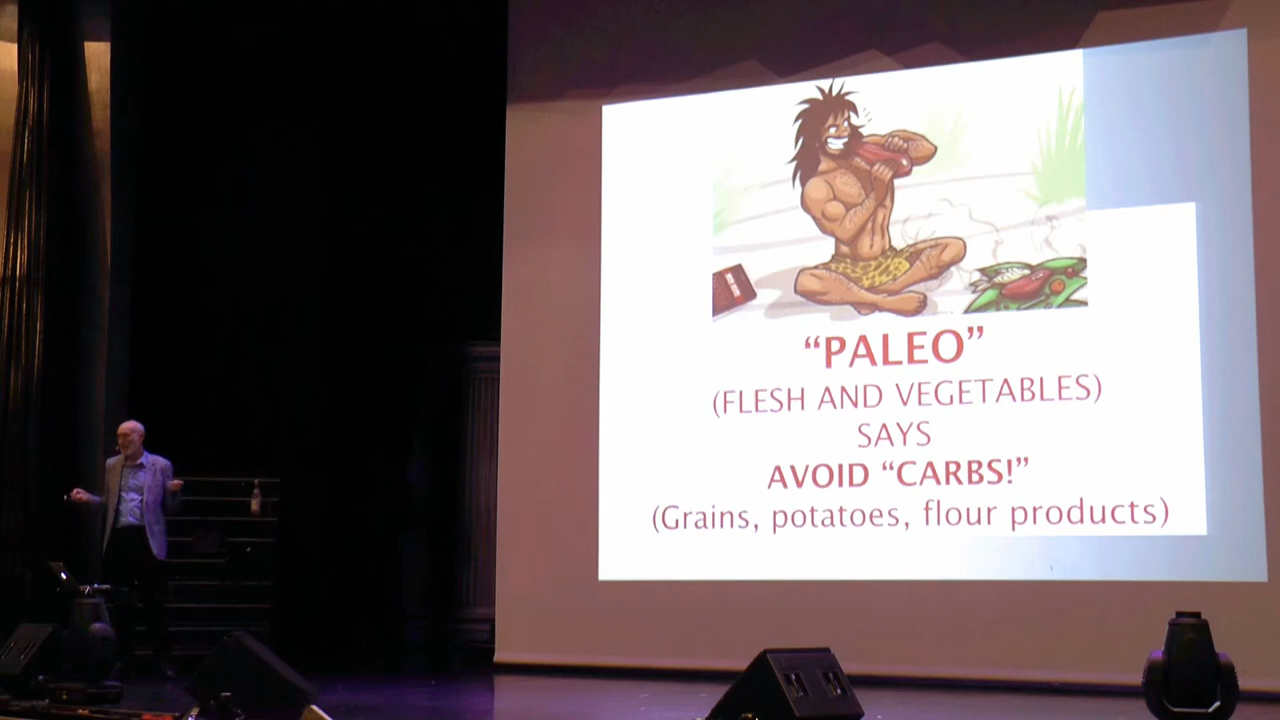 “PALEO”
(FLESH AND VEGETABLES)
SAYS
AVOID “CARBS!”
(Grains, potatoes, flour products)